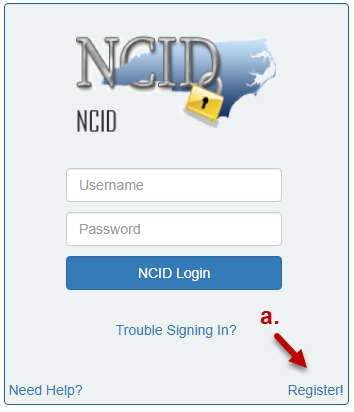 NCID
NCID
Username
Password
NCID Login
a.
Trouble Signing In?
Need Help? Register!